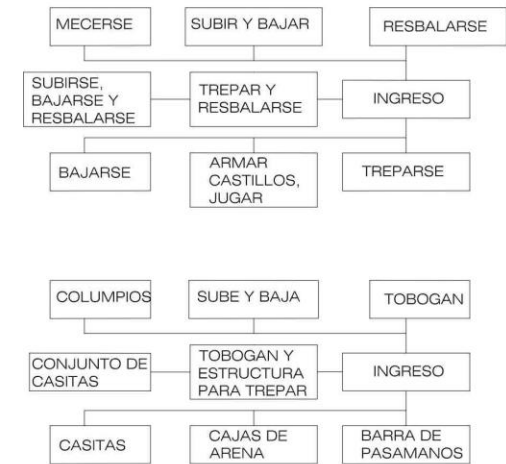 MECERSE
SUBIR Y BAJAR
RESBALARSE
SUBIRSE,
BAJARSE Y
RESBALARSE
TREPAR Y
RESBALARSE
INGRESO
BAJARSE
ARMAR
CASTILLOS,
JUGAR
TREPARSE
COLUMPIOS
SUBE Y BAJA
TOBOGAN
CONJUNTO DE
CASITAS
TOBOGAN Y
ESTRUCTURA
PARA TREPAR
INGRESO
CASITAS
CAJAS DE
ARENA
BARRA DE
PASAMANOS